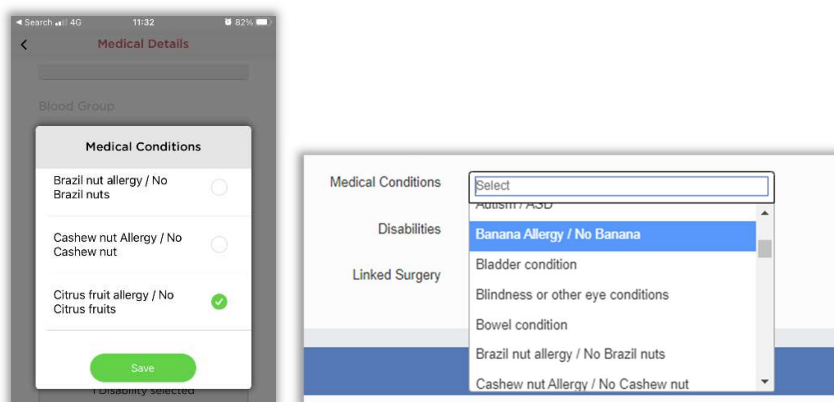 Search 4G 11:32 82%
Medical Details
Blood Group
Medical Conditions
Brazil nut allergy / No
Brazil nuts
Cashew nut Allergy / No
Cashew nut
Citrus fruit allergy / No
Citrus fruits
Save
1 Disability selected
Medical Conditions
Select
Autism / ASD
Disabilities
Banana Allergy / No Banana
Bladder condition
Linked Surgery
Blindness or other eye conditions
Bowel condition
Brazil nut allergy / No Brazil nuts
Cashew nut Allergy / No Cashew nut